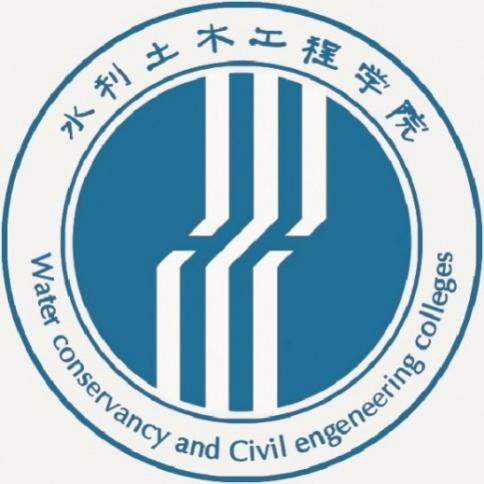 水利土木工程学院
Water conservancy and Civil engeneering colleges